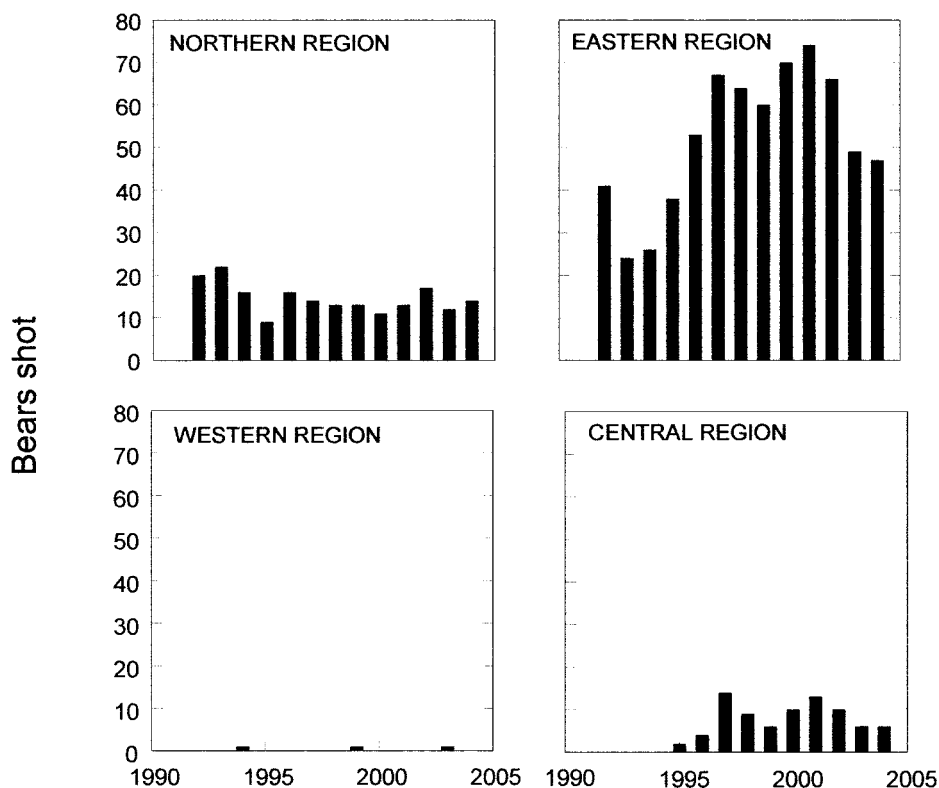 Bears shot
NORTHERN REGION
80
70
60
50
40
30
20
10
0
EASTERN REGION
WESTERN REGION
80
70
60
50
40
30
20
10
0
1990 1995 2000 2005
CENTRAL REGION
1990 1995 2000 2005